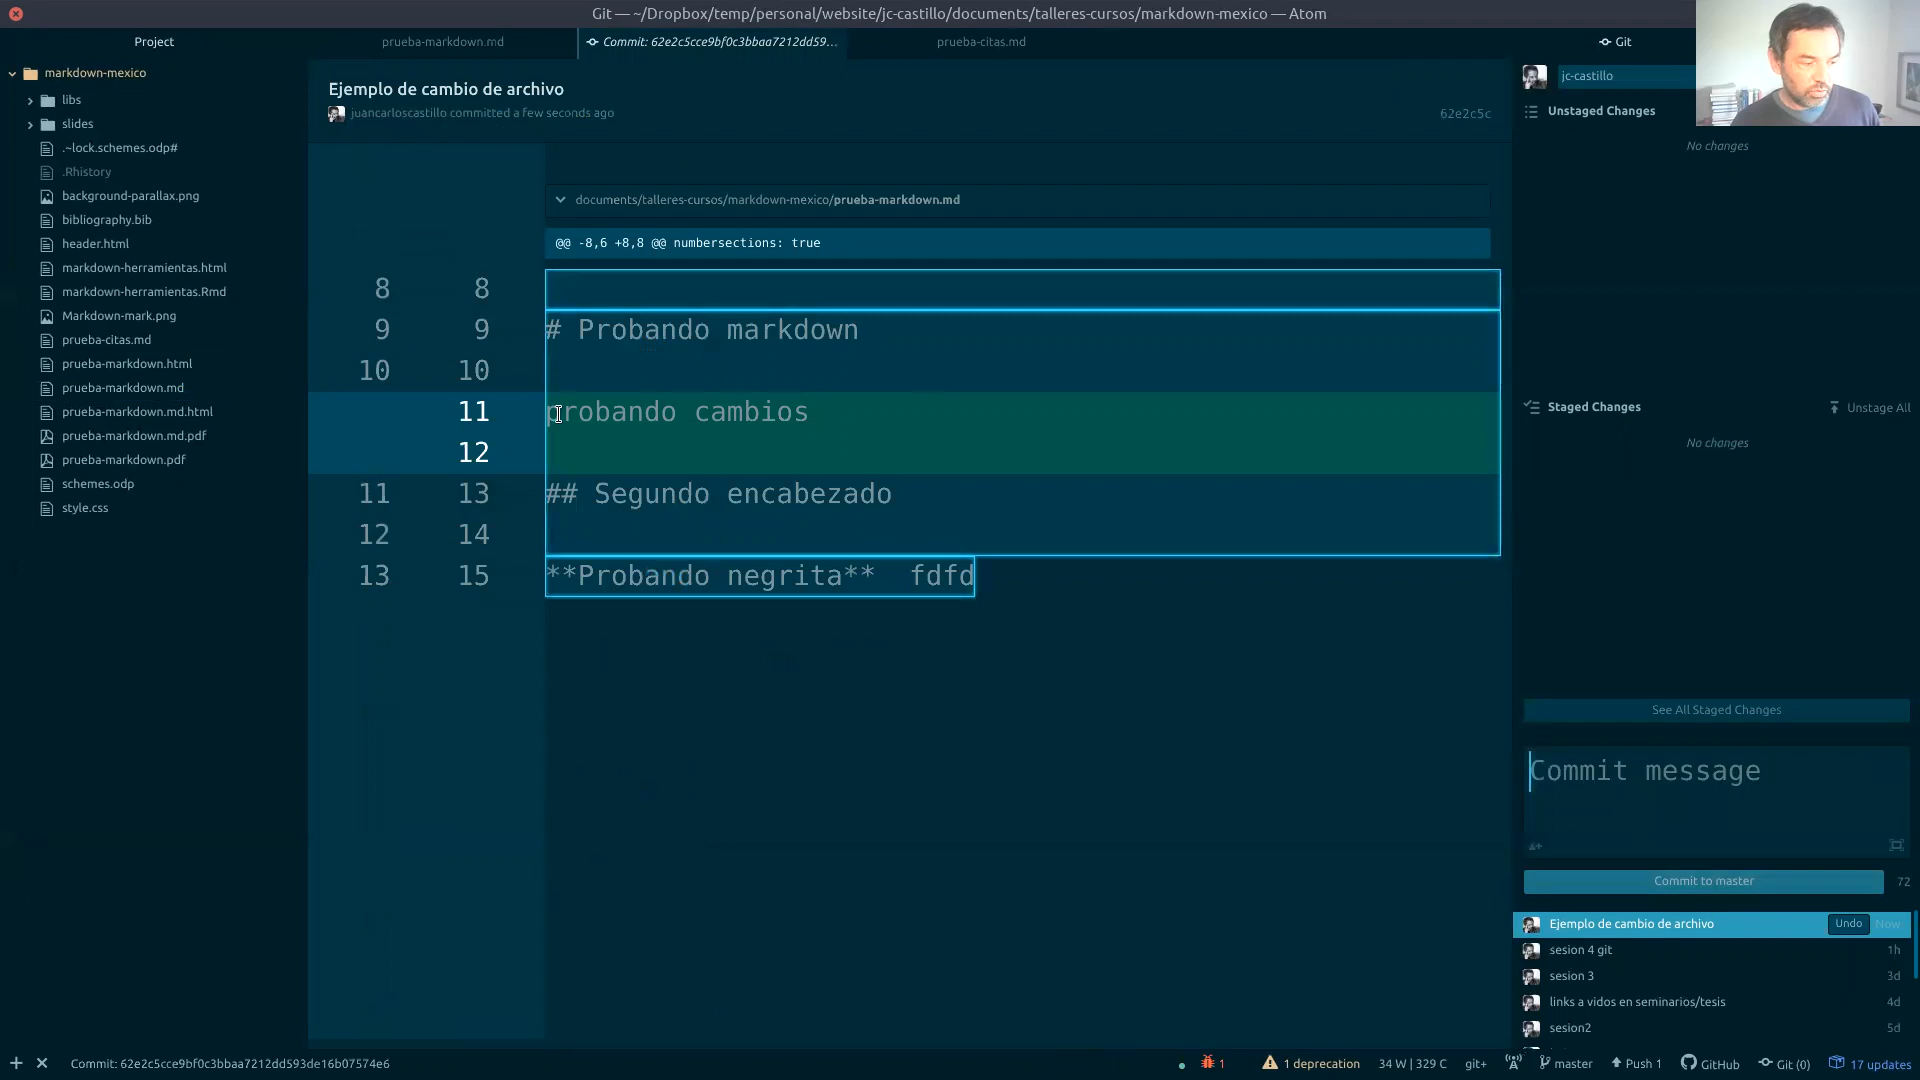 Git — ~/Dropbox/temp/personal/website/jc-castillo/documents/talleres-cursos/markdown-mexico — Atom
Project
prueba-markdown.md
Commit: 62e2c5cce9bf0c3bbaa7212dd59...
prueba-citas.md
Git
markdown-mexico
libs
slides
.~lock.schemes.odp#
.Rhistory
background-parallax.png
bibliography.bib
header.html
markdown-herramientas.html
markdown-herramientas.Rmd
Markdown-mark.png
prueba-citas.md
prueba-markdown.html
prueba-markdown.md
prueba-markdown.md.html
prueba-markdown.md.pdf
prueba-markdown.pdf
schemes.odp
style.css
Ejemplo de cambio de archivo
juancarloscastillo committed a few seconds ago
62e2c5c
documents/talleres-cursos/markdown-mexico/prueba-markdown.md
@@ -8,6 +8,8 @@ numbersections: true
8 8
9 9 # Probando markdown
10 10
11 probando cambios
12
11 13 ## Segundo encabezado
12 14
13 15 **Probando negrita**  fdfd
jc-castillo
Unstaged Changes
No changes
Staged Changes
Unstage All
No changes
See All Staged Changes
Commit message
Commit to master
72
Ejemplo de cambio de archivo Undo Now
sesion 4 git 1h
sesion 3 3d
links a vidos en seminarios/tesis 4d
sesion2 5d
Commit: 62e2c5cce9bf0c3bbaa7212dd593de16b07574e6
1
1 deprecation
34 W | 329 C
git+
master
Push 1
GitHub
Git (0)
17 updates